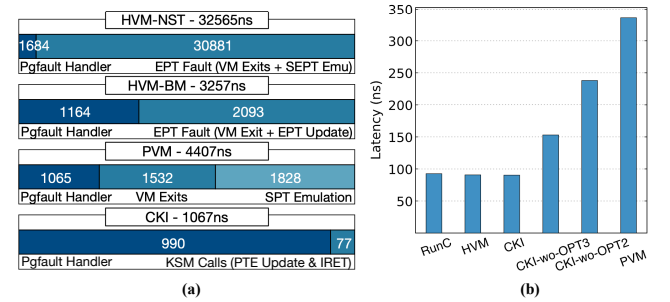 HVM-NST - 32565ns
1684 30881
Pgfault Handler EPT Fault (VM Exits + SEPT Emu)
HVM-BM - 3257ns
1164 2093
Pgfault Handler EPT Fault (VM Exit + EPT Update)
PVM - 4407ns
1065 1532 1828
Pgfault Handler VM Exits SPT Emulation
CKI - 1067ns
990 77
Pgfault Handler KSM Calls (PTE Update & IRET)
(a)
Latency (ns)
350
300
250
200
150
100
50
RunC HVM CKI CKI-wo-OPT3 CKI-wo-OPT2 PVM
(b)